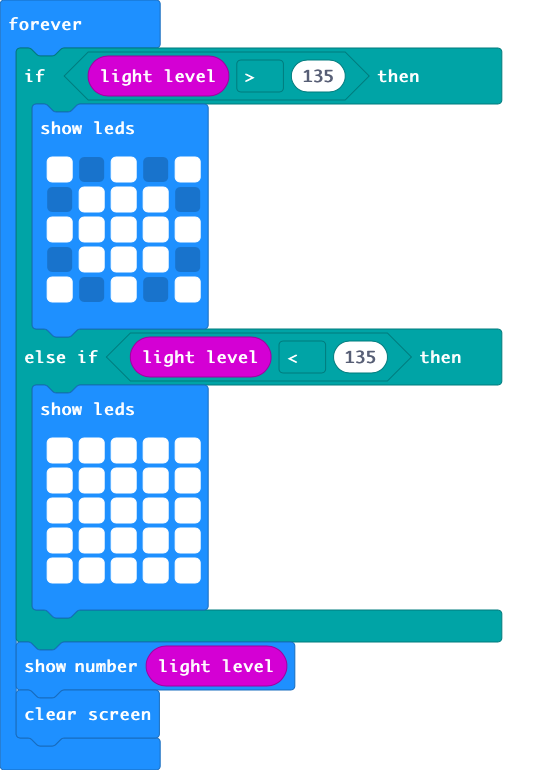 forever
if light level > 135 then
show leds
else if light level < 135 then
show leds
show number light level
clear screen